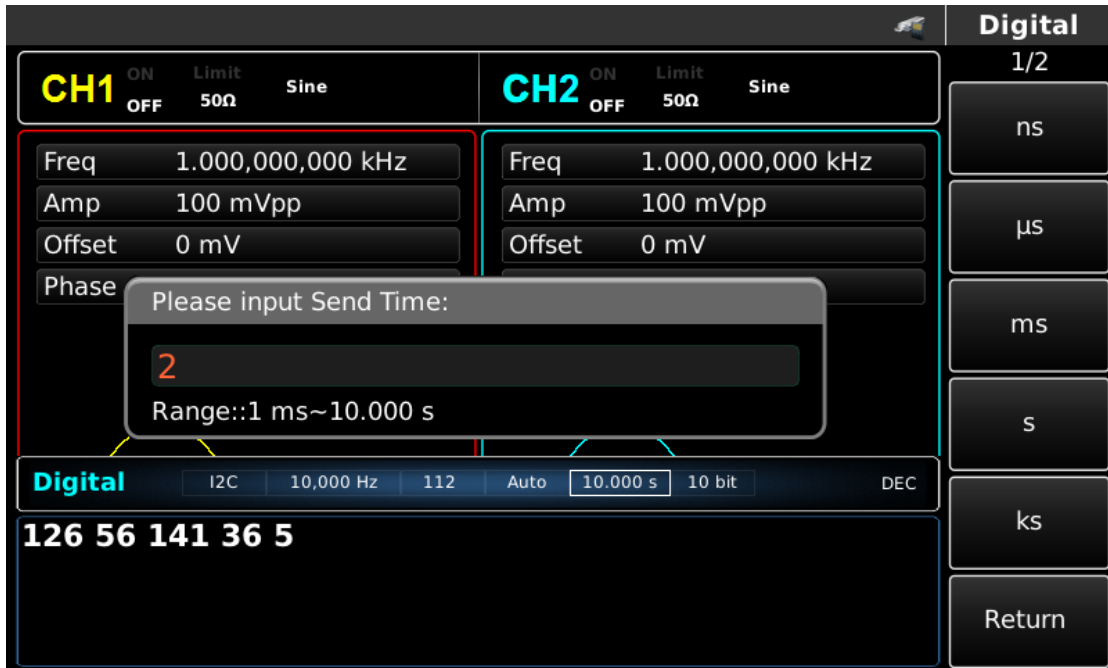 Digital
1/2
CH1 ON OFF Limit 50Ω Sine
CH2 ON OFF Limit 50Ω Sine
ns
Freq 1.000,000,000 kHz
Freq 1.000,000,000 kHz
Amp 100 mVpp
Amp 100 mVpp
µs
Offset 0 mV
Offset 0 mV
Phase
Please input Send Time:
ms
2
Range::1 ms~10.000 s
s
Digital I2C 10,000 Hz 112 Auto 10.000 s 10 bit DEC
ks
126 56 141 36 5
Return